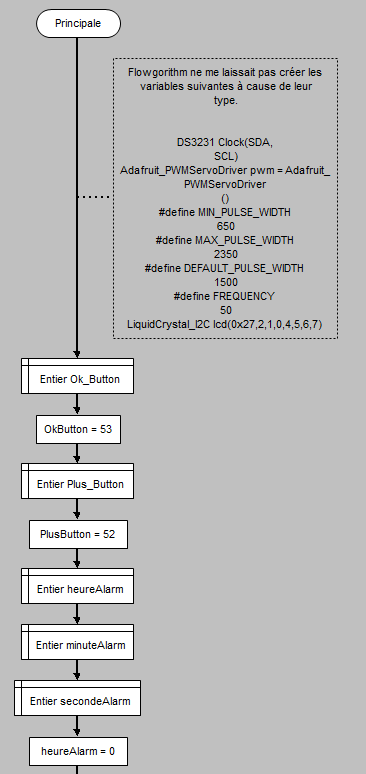 Principale
Flowgorithm ne me laissait pas créer les
variables suivantes à cause de leur
type.
DS3231 Clock(SDA,
SCL)
Adafruit_PWMServoDriver pwm = Adafruit_
PWMServoDriver
()
#define MIN_PULSE_WIDTH
650
#define MAX_PULSE_WIDTH
2350
#define DEFAULT_PULSE_WIDTH
1500
#define FREQUENCY
50
LiquidCrystal_I2C lcd(0x27,2,1,0,4,5,6,7)
Entier Ok_Button
OkButton = 53
Entier Plus_Button
PlusButton = 52
Entier heureAlarm
Entier minuteAlarm
Entier secondeAlarm
heureAlarm = 0